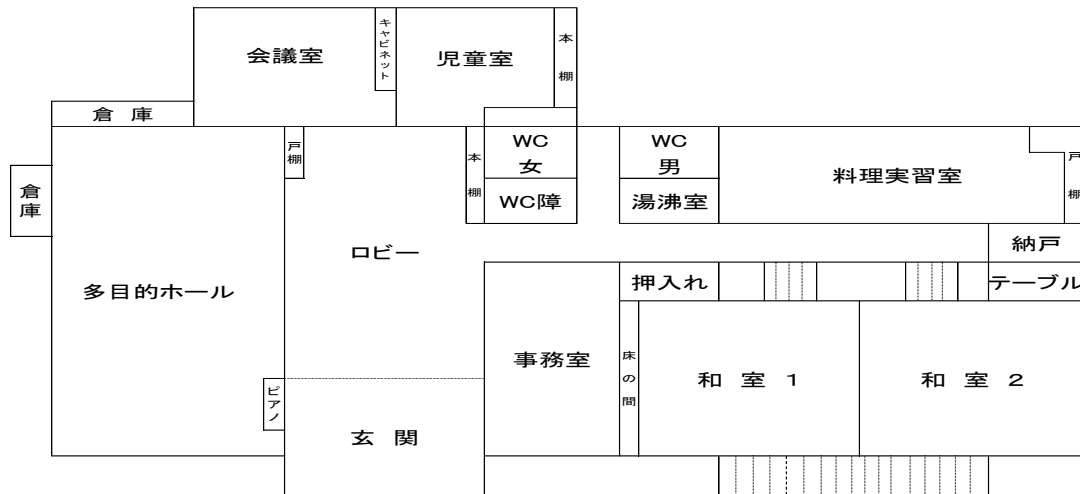 会議室
キャビネット
児童室
本棚
倉 庫
倉庫
戸棚
本棚
WC
女
WC障
WC
男
湯沸室
料理実習室
戸棚
納戸
ロビー
多目的ホール
押入れ
テーブル
事務室
床の間
和 室 1
和 室 2
ピアノ
玄 関